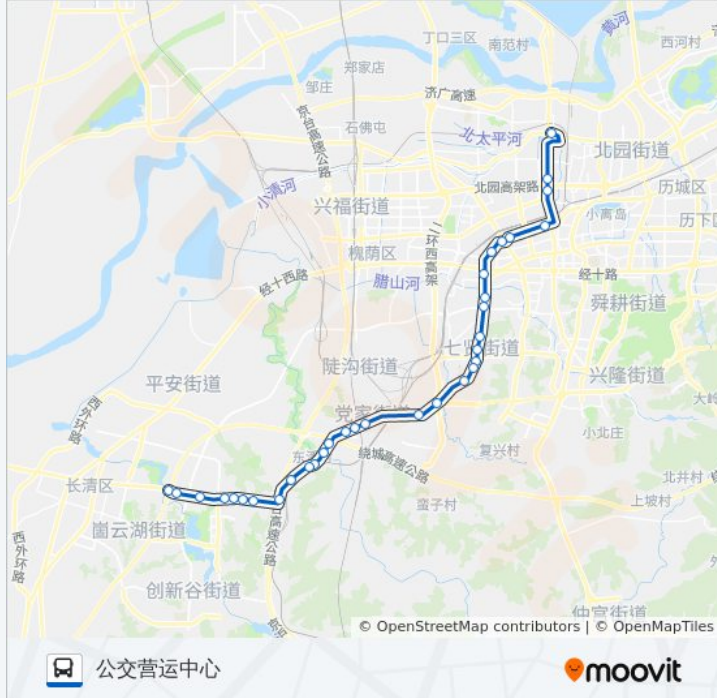 黄河
丁口三区
南范村
西河村
郑家店
邹庄
济广高速
京台高速公路
石佛屯
北太平河
北园街道
小清河
北园高架路
历城区
兴福街道
小离岛
历下区
二环西高架
槐荫区
经十西路
腊山河
经十路
舜耕街道
七贤街道
陡沟街道
平安街道
兴隆街道
党家街道
西外环路
小北庄
复兴村
绕城高速公路
长清区
北井村
蛮子村
上坡村
崮云湖街道
高速公路
西外环路
创新谷街道
仲宫街道
© OpenStreetMap contributors | © OpenMapTiles
公交营运中心
moovit